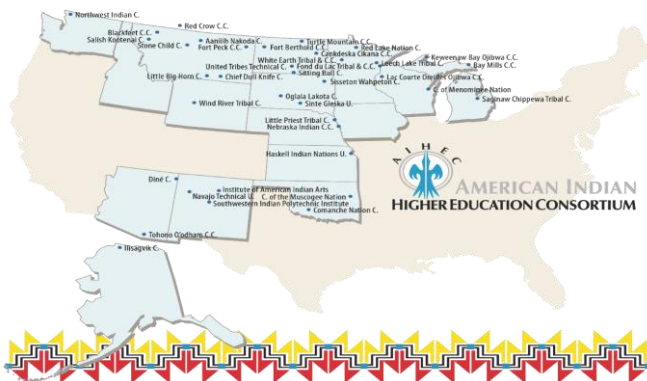 Northwest Indian C.
Red Crow C.C.
Blackfeet C.C.
Salish Kootenai C.
Stone Child C.
Aaniiih Nakoda C.
Fort Peck C.C.
Turtle Mountain C.C.
Fort Berthold C.C.
Cankdeska Cikana C.C.
Red Lake Nation C.
White Earth Tribal & C.C.
Leech Lake Tribal C.
United Tribes Technical C.
Fond du Lac Tribal & C.C.
Keweenaw Bay Ojibwa C.C.
Bay Mills C.C.
Little Big Horn C.
Chief Dull Knife C.
Sitting Bull C.
Sisseton Wahpeton C.
Lac Courte Oreilles Ojibwa C.C.
C. of Menominee Nation
Saginaw Chippewa Tribal C.
Wind River Tribal C.
Oglala Lakota C.
Sinte Gleska U.
Little Priest Tribal C.
Nebraska Indian C.C.
Haskell Indian Nations U.
AIHEC
AMERICAN INDIAN
HIGHER EDUCATION CONSORTIUM
Diné C.
Institute of American Indian Arts
Navajo Technical U.
C. of the Muscogee Nation
Southwestern Indian Polytechnic Institute
Comanche Nation C.
Tohono O'odham C.C.
Ilisagvik C.